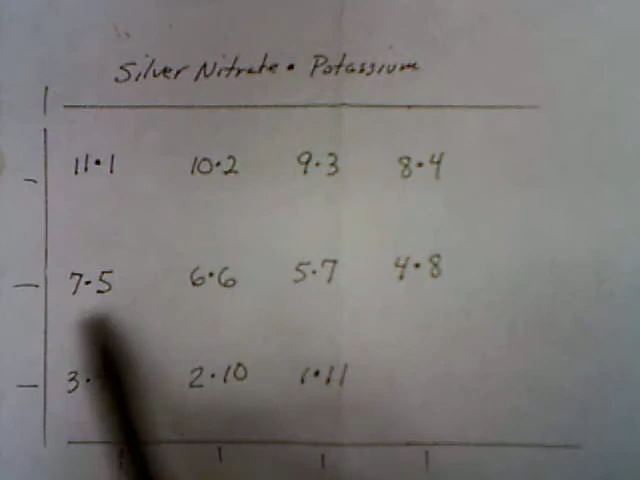 Silver Nitrate • Potassium
11•1 10•2 9•3 8•4
7•5 6•6 5•7 4•8
3• 2•10 1•11